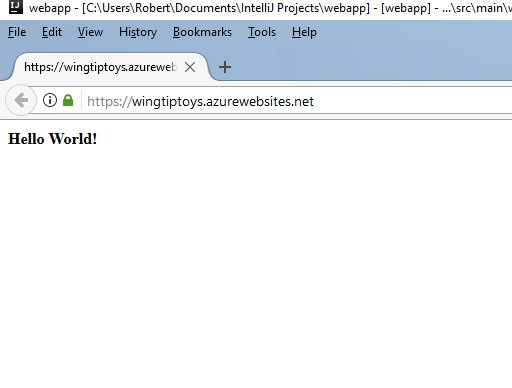 webapp - [C:\Users\Robert\Documents\IntelliJ Projects\webapp] - [webapp] - ...\src\main\w
File Edit View History Bookmarks Tools Help
https://wingtiptoys.azureweb
https://wingtiptoys.azurewebsites.net
Hello World!